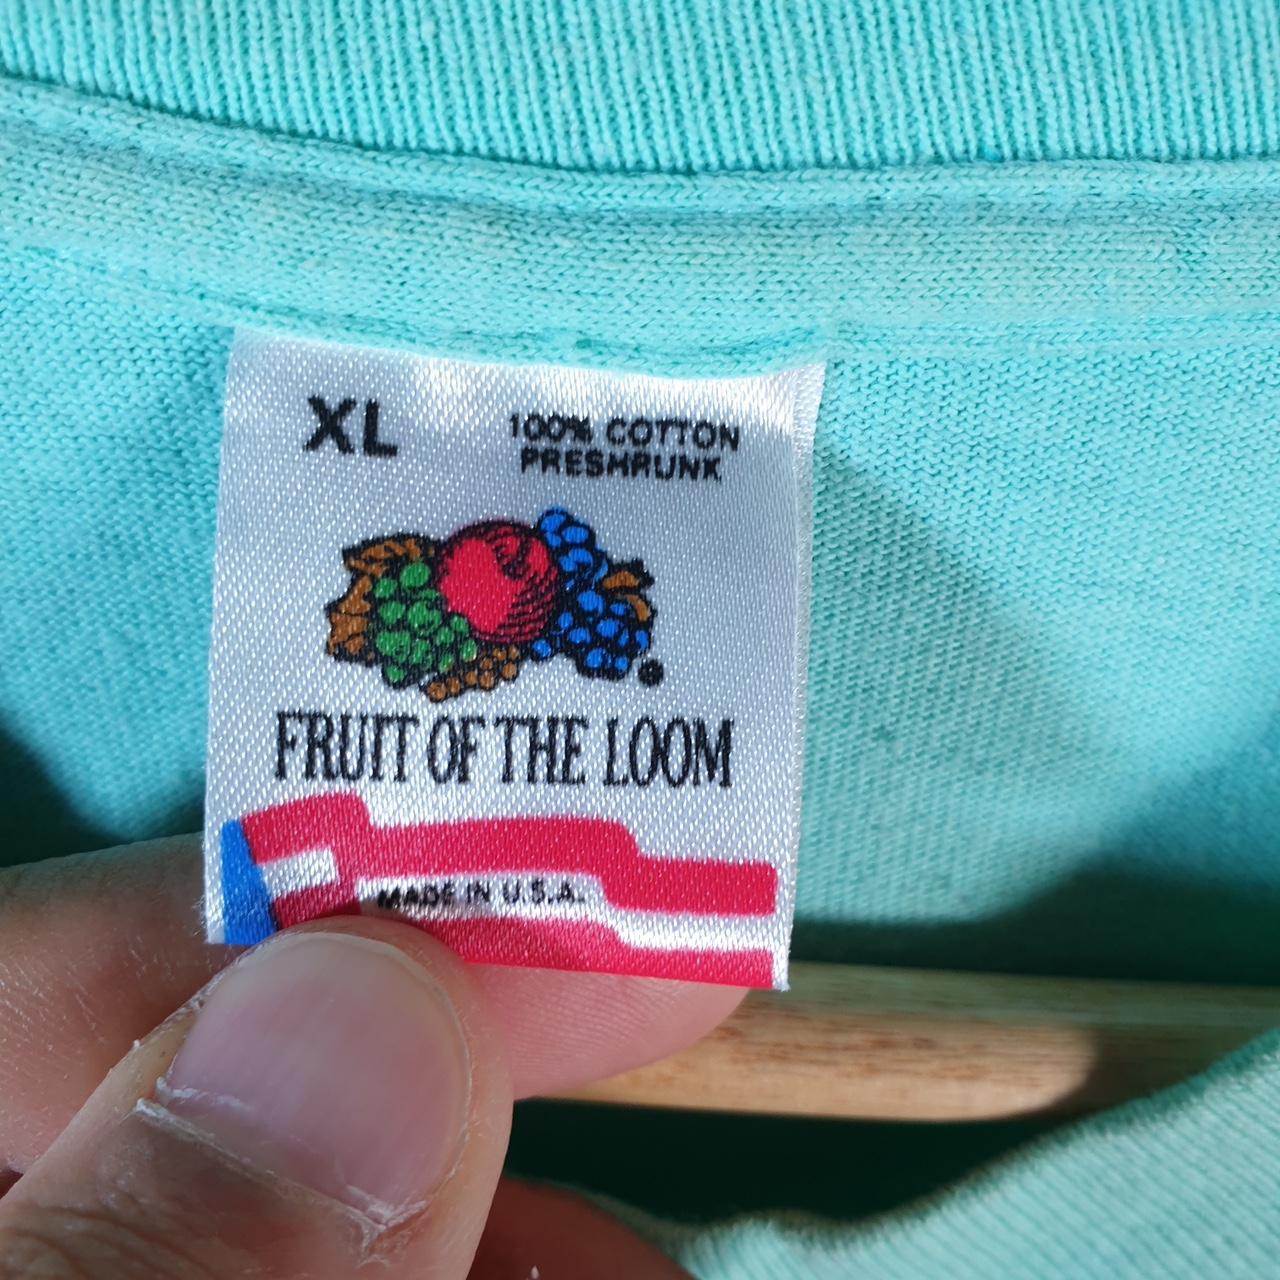 XL
100% COTTON
PRESHRUNK
FRUIT OF THE LOOM
MADE IN U.S.A.